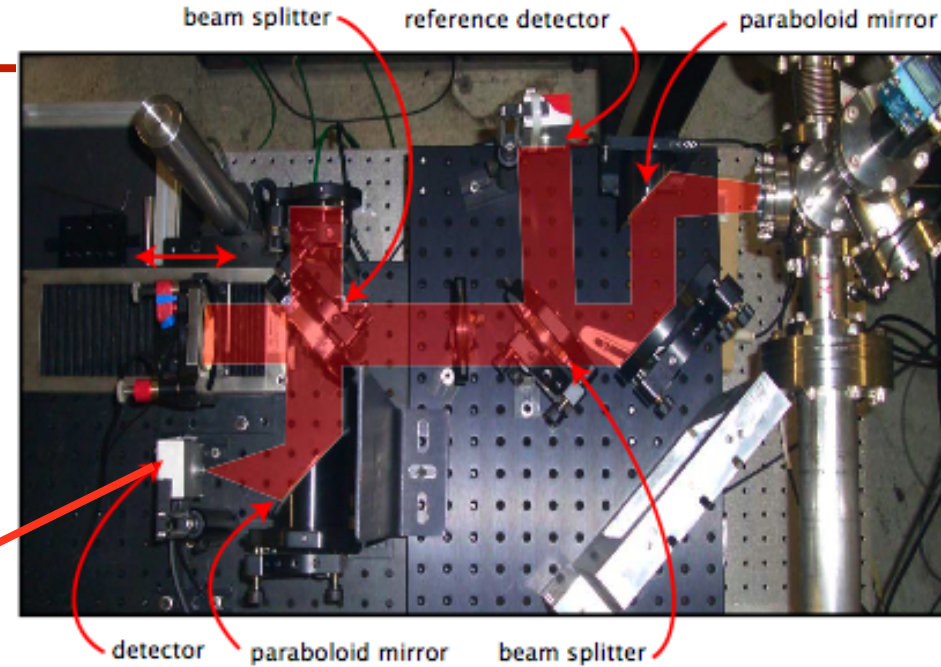 beam splitter
reference detector
paraboloid mirror
detector
paraboloid mirror
beam splitter